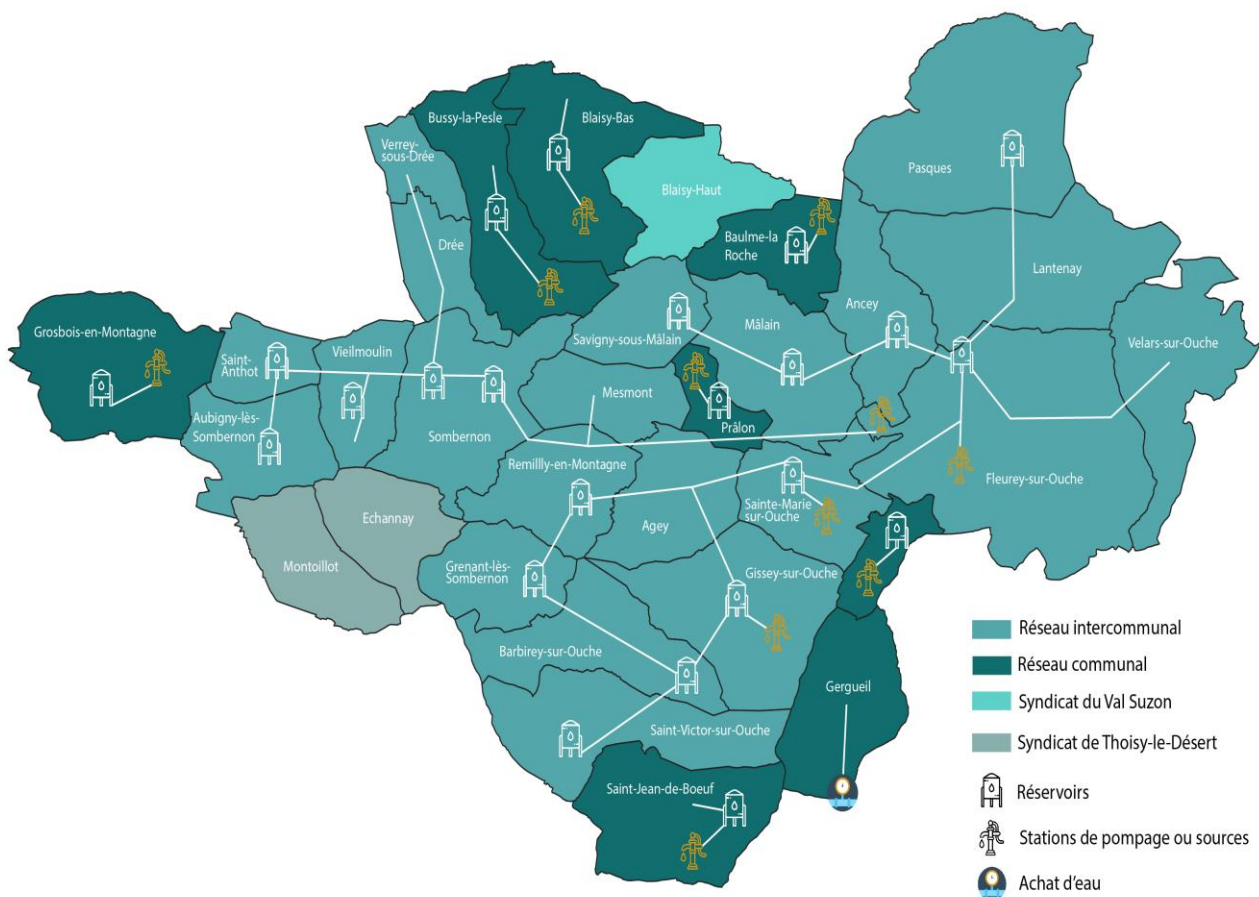 Bussy-la-Pesle
Blaisy-Bas
Verrey-
sous-Drée
Pasques
Blaisy-Haut
Baulme-la
Roche
Drée
Lantenay
Ancey
Grosbois-en-Montagne
Saint-
Anthot
Vieilmoulin
Savigny-sous-Mâlain
Mâlain
Velars-sur-Ouche
Mesmont
Aubigny-lès-
Sombernon
Sombernon
Prâlon
Remillly-en-Montagne
Fleurey-sur-Ouche
Sainte-Marie
sur-Ouche
Echannay
Agey
Montoillot
Grenant-lès-
Sombernon
Gissey-sur-Ouche
Barbirey-sur-Ouche
Gergueil
Saint-Victor-sur-Ouche
Saint-Jean-de-Boeuf
Réseau intercommunal
Réseau communal
Syndicat du Val Suzon
Syndicat de Thoisy-le-Désert
Réservoirs
Stations de pompage ou sources
Achat d'eau